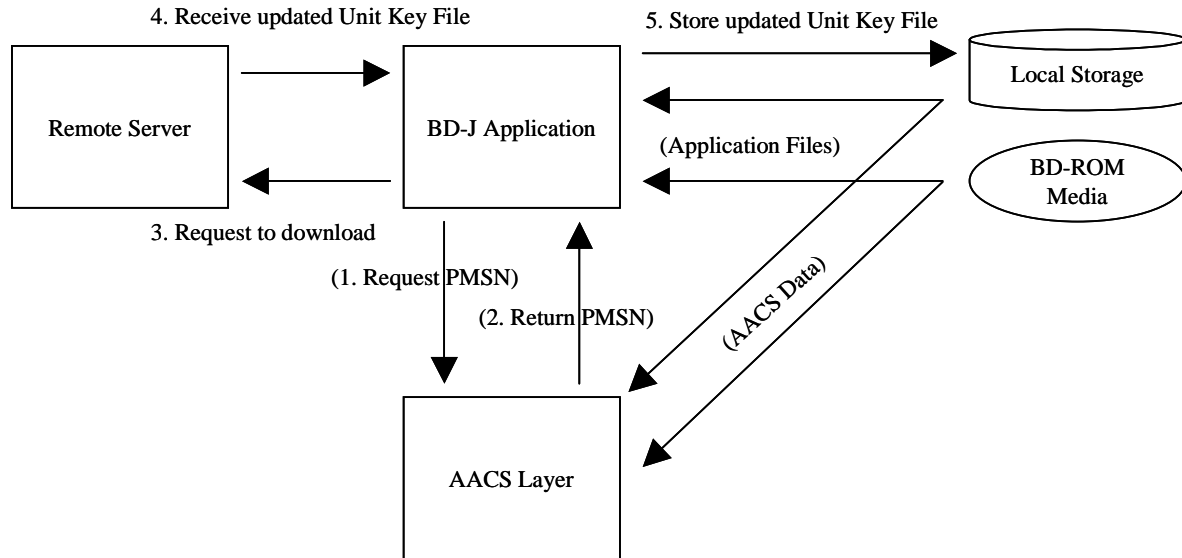 4. Receive updated Unit Key File
5. Store updated Unit Key File
Remote Server
BD-J Application
Local Storage
(Application Files)
BD-ROM
Media
3. Request to download
(1. Request PMSN)
(2. Return PMSN)
(AACS Data)
AACS Layer